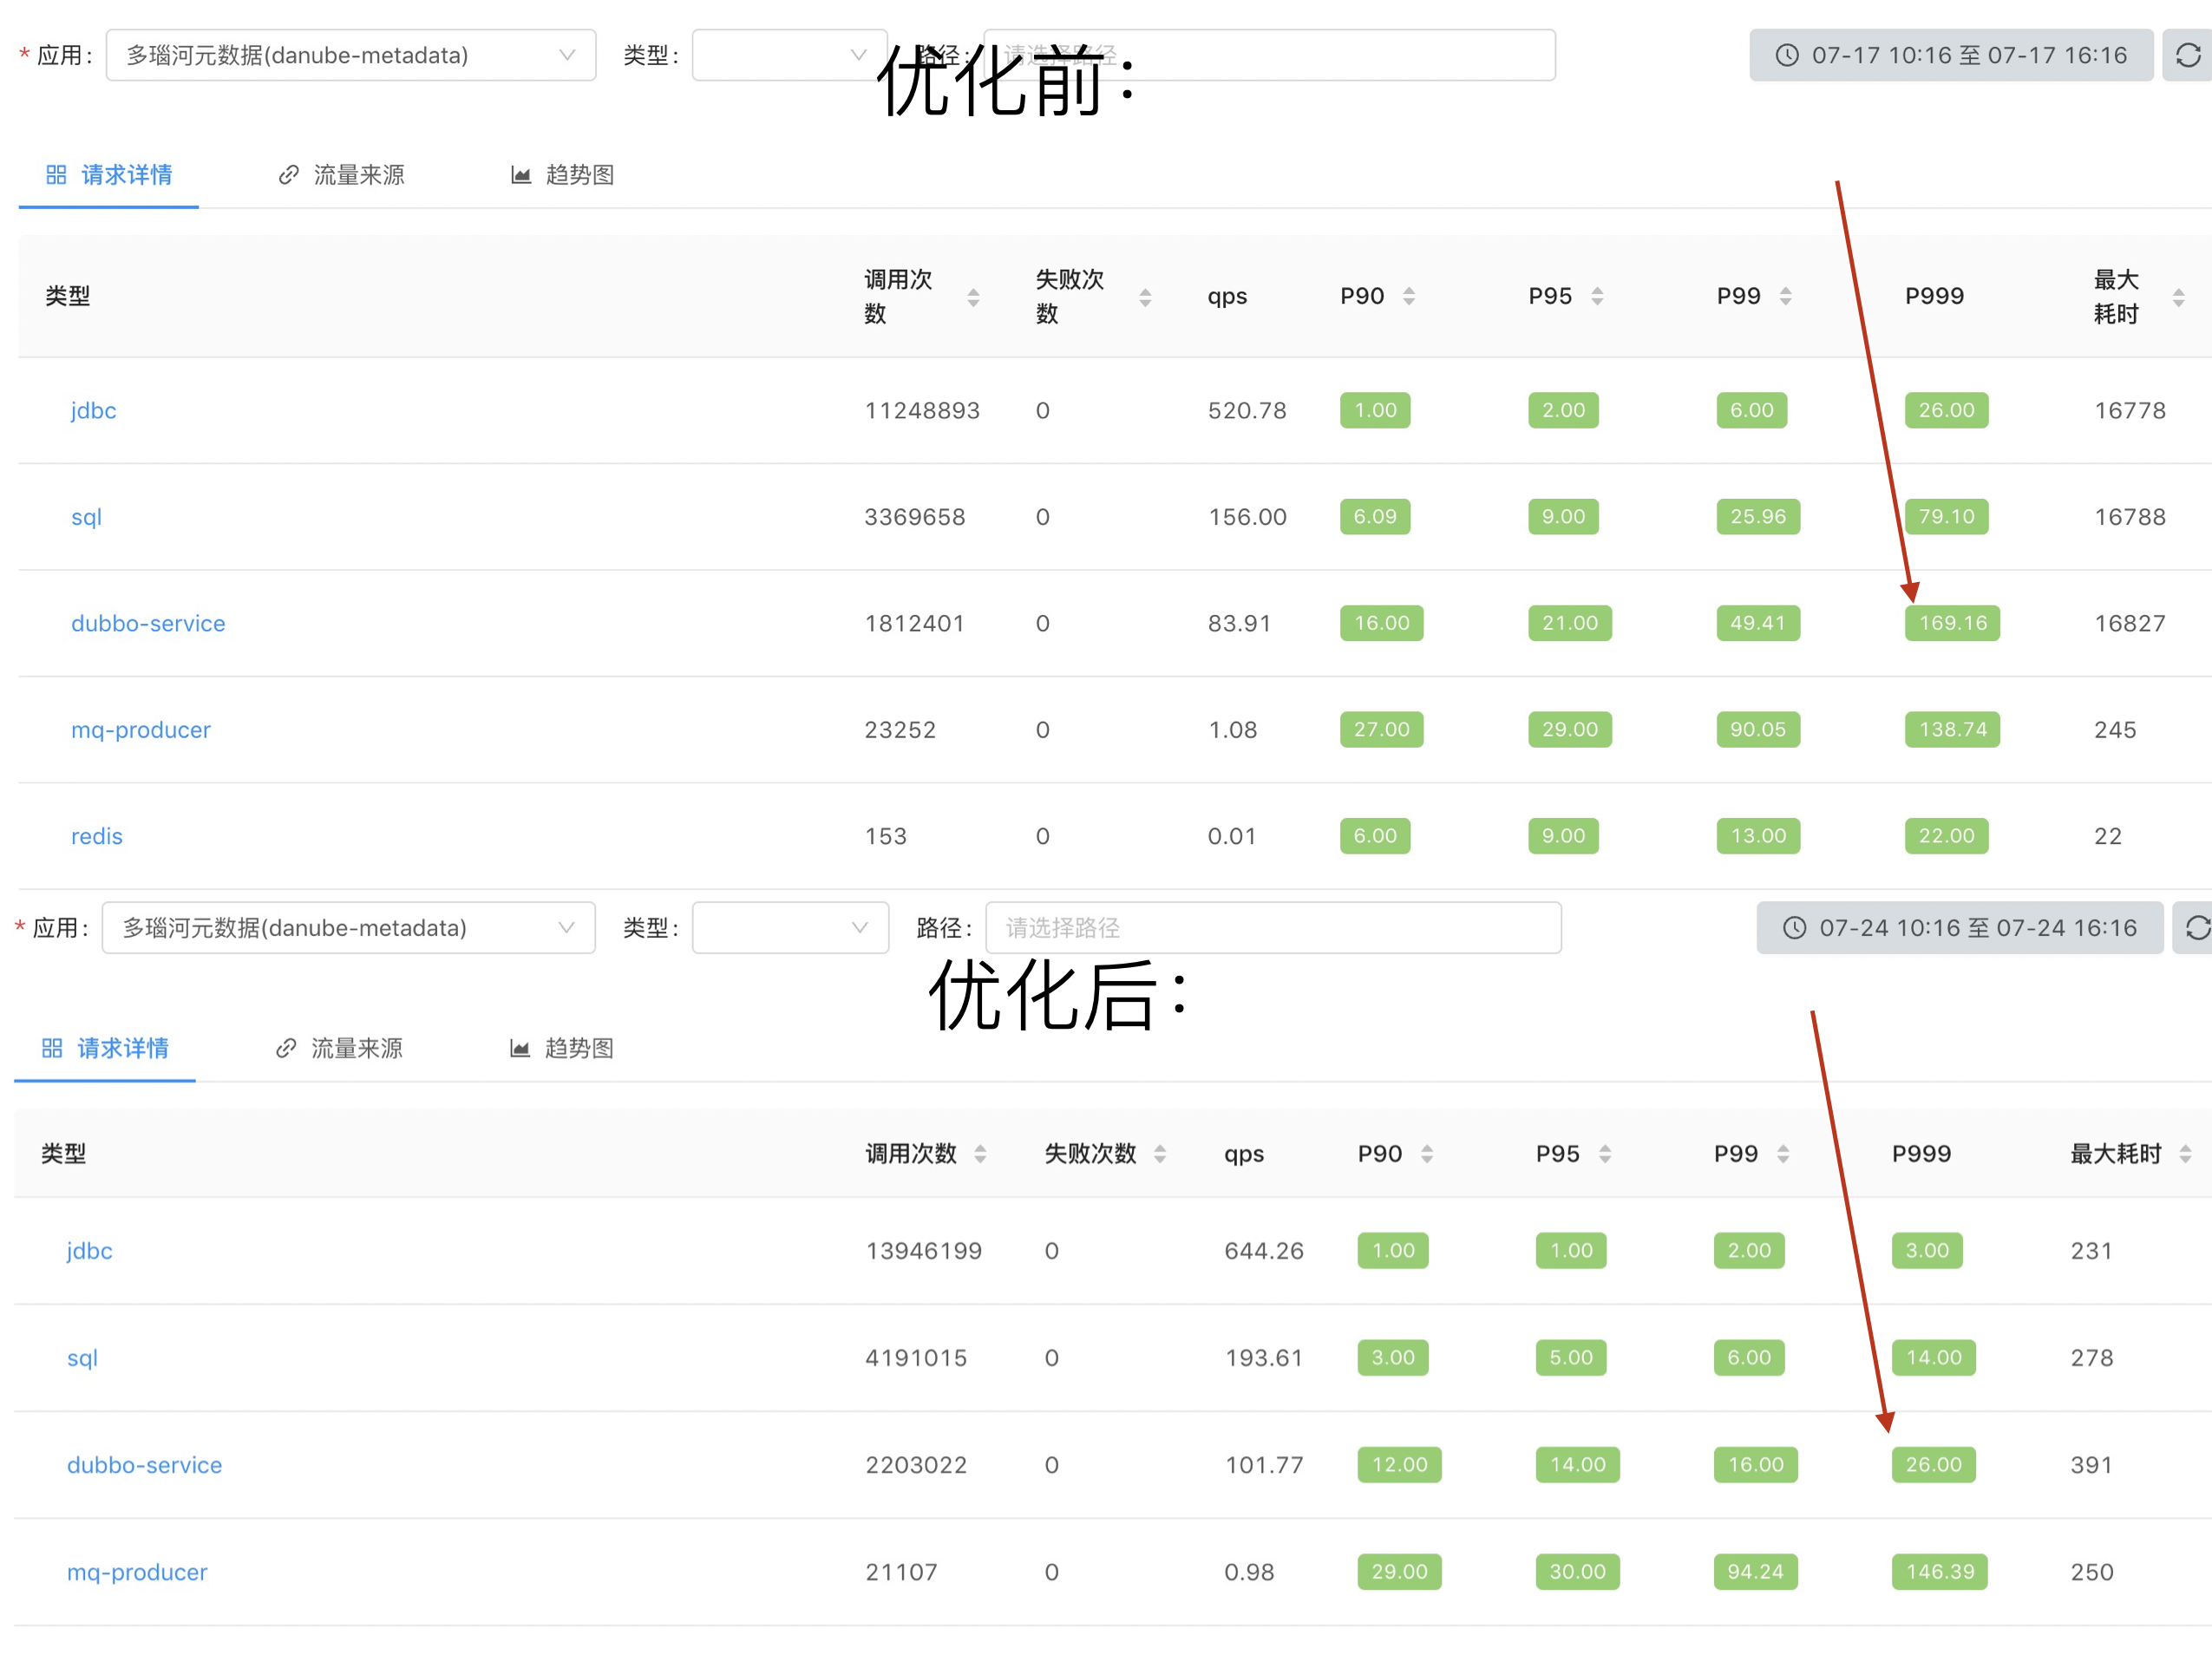 * 应用: 多瑙河元数据(danube-metadata) 类型: 路径: 请选择路径 07-17 10:16 至 07-17 16:16
优化前:
请求详情 流量来源 趋势图
类型 调用次数 失败次数 qps P90 P95 P99 P999 最大耗时
jdbc 11248893 0 520.78 1.00 2.00 6.00 26.00 16778
sql 3369658 0 156.00 6.09 9.00 25.96 79.10 16788
dubbo-service 1812401 0 83.91 16.00 21.00 49.41 169.16 16827
mq-producer 23252 0 1.08 27.00 29.00 90.05 138.74 245
redis 153 0 0.01 6.00 9.00 13.00 22.00 22
* 应用: 多瑙河元数据(danube-metadata) 类型: 路径: 请选择路径 07-24 10:16 至 07-24 16:16
优化后:
请求详情 流量来源 趋势图
类型 调用次数 失败次数 qps P90 P95 P99 P999 最大耗时
jdbc 13946199 0 644.26 1.00 1.00 2.00 3.00 231
sql 4191015 0 193.61 3.00 5.00 6.00 14.00 278
dubbo-service 2203022 0 101.77 12.00 14.00 16.00 26.00 391
mq-producer 21107 0 0.98 29.00 30.00 94.24 146.39 250